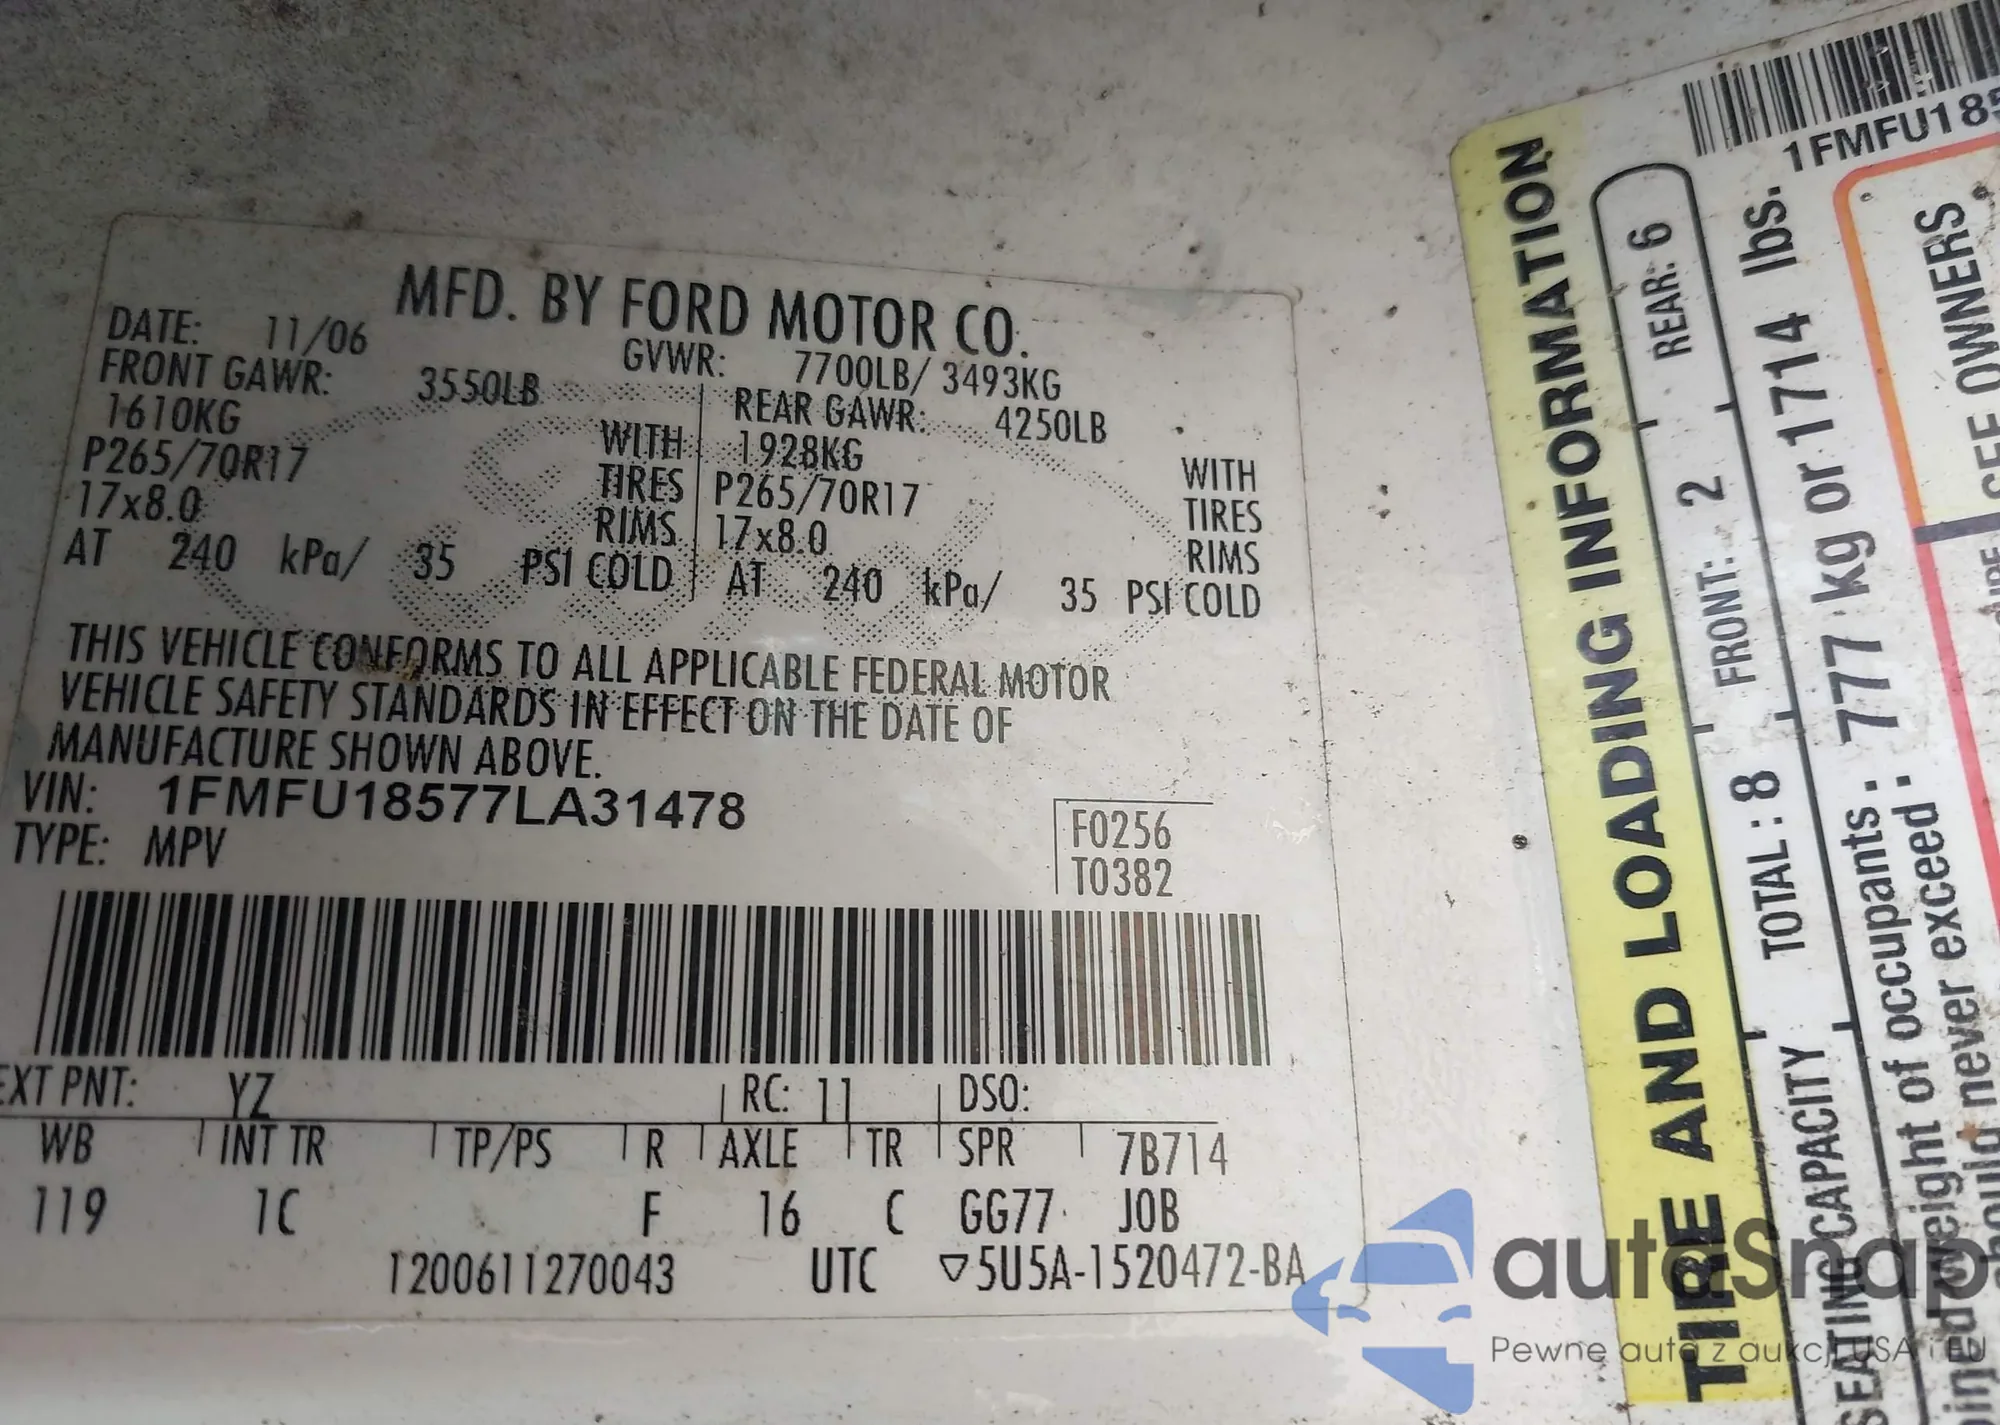 MFD. BY FORD MOTOR CO.
DATE: 11/06 GVWR: 7700LB/ 3493KG
FRONT GAWR: 3550LB REAR GAWR: 4250LB
1610KG WITH 1928KG WITH
P265/70R17 TIRES P265/70R17 TIRES
17x8.0 RIMS 17x8.0 RIMS
AT 240 kPa/ 35 PSI COLD AT 240 kPa/ 35 PSI COLD
THIS VEHICLE CONFORMS TO ALL APPLICABLE FEDERAL MOTOR
VEHICLE SAFETY STANDARDS IN EFFECT ON THE DATE OF
MANUFACTURE SHOWN ABOVE.
VIN: 1FMFU18577LA31478
TYPE: MPV
F0256
T0382
EXT PNT: YZ RC: 11 DSO:
WB INT TR TP/PS R AXLE TR SPR 7B714
119 1C F 16 C GG77 JOB
1200611270043 UTC ▽5U5A-1520472-BA
TIRE AND LOADING INFORMATION
SEATING CAPACITY TOTAL : 8 FRONT: 2 REAR: 6
weight of occupants : 777 kg or 1714 lbs.
should never exceed :
1FMFU185
SEE OWNERS
autaSnap
Pewne auta z aukcji USA i EU